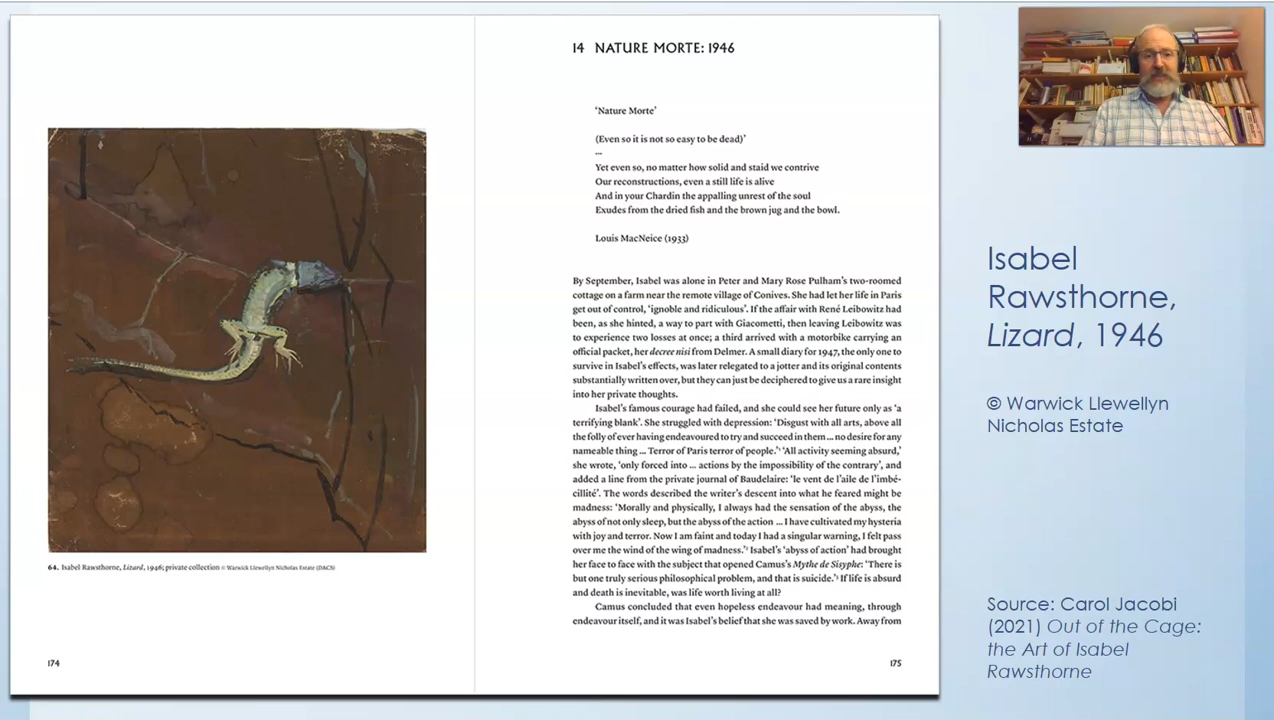 64. Isabel Rawsthorne, Lizard, 1946; private collection © Warwick Llewellyn Nicholas Estate (DACS)
174
14 NATURE MORTE: 1946
‘Nature Morte’
(Even so it is not so easy to be dead)’
...
Yet even so, no matter how solid and staid we contrive
Our reconstructions, even a still life is alive
And in your Chardin the appalling unrest of the soul
Exudes from the dried fish and the brown jug and the bowl.
Louis MacNeice (1933)
By September, Isabel was alone in Peter and Mary Rose Pulham’s two-roomed
cottage on a farm near the remote village of Conives. She had let her life in Paris
get out of control, ‘ignoble and ridiculous’. If the affair with René Leibowitz had
been, as she hinted, a way to part with Giacometti, then leaving Leibowitz was
to experience two losses at once; a third arrived with a motorbike carrying an
official packet, her decree nisi from Delmer. A small diary for 1947, the only one to
survive in Isabel’s effects, was later relegated to a jotter and its original contents
substantially written over, but they can just be deciphered to give us a rare insight
into her private thoughts.
Isabel’s famous courage had failed, and she could see her future only as ‘a
terrifying blank’. She struggled with depression: ‘Disgust with all arts, above all
the folly of ever having endeavoured to try and succeed in them ... no desire for any
nameable thing ... Terror of Paris terror of people.’¹ ‘All activity seeming absurd,’
she wrote, ‘only forced into ... actions by the impossibility of the contrary’, and
added a line from the private journal of Baudelaire: ‘le vent de l’aile de l’imbé-
cillité’. The words described the writer’s descent into what he feared might be
madness: ‘Morally and physically, I always had the sensation of the abyss, the
abyss of not only sleep, but the abyss of the action ... I have cultivated my hysteria
with joy and terror. Now I am faint and today I had a singular warning, I felt pass
over me the wind of the wing of madness.’² Isabel’s ‘abyss of action’ had brought
her face to face with the subject that opened Camus’s Mythe de Sisyphe: ‘There is
but one truly serious philosophical problem, and that is suicide.’³ If life is absurd
and death is inevitable, was life worth living at all?
Camus concluded that even hopeless endeavour had meaning, through
endeavour itself, and it was Isabel’s belief that she was saved by work. Away from
175
Isabel
Rawsthorne,
Lizard, 1946
© Warwick Llewellyn
Nicholas Estate
Source: Carol Jacobi
(2021) Out of the Cage:
the Art of Isabel
Rawsthorne